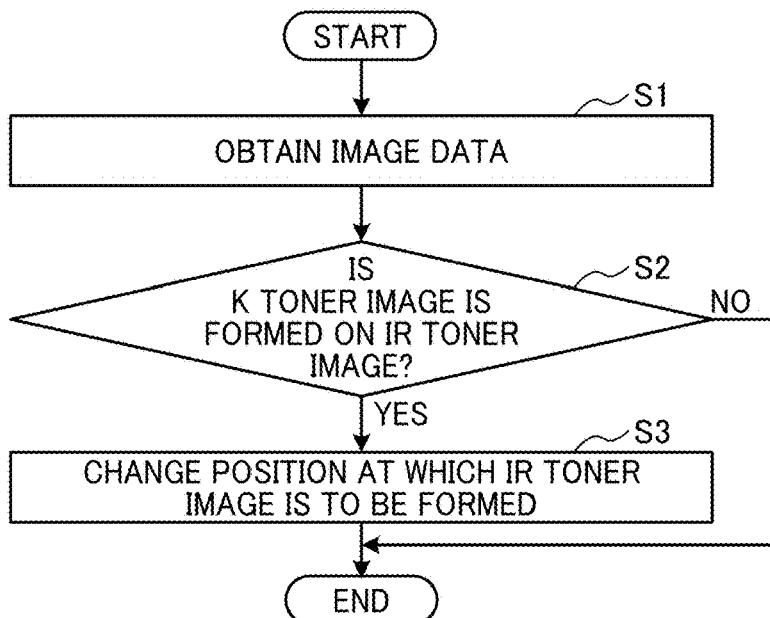 START
S1
OBTAIN IMAGE DATA
S2
IS
K TONER IMAGE IS
FORMED ON IR TONER
IMAGE?
NO
YES
S3
CHANGE POSITION AT WHICH IR TONER
IMAGE IS TO BE FORMED
END